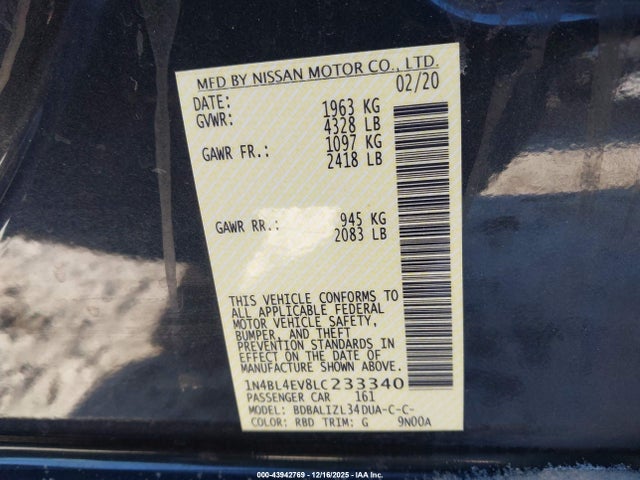 MFD BY NISSAN MOTOR CO., LTD.
DATE: 02/20
GVWR: 1963 KG
4328 LB
GAWR FR.: 1097 KG
2418 LB
GAWR RR.: 945 KG
2083 LB
THIS VEHICLE CONFORMS TO
ALL APPLICABLE FEDERAL
MOTOR VEHICLE SAFETY,
BUMPER, AND THEFT
PREVENTION STANDARDS IN
EFFECT ON THE DATE OF
MANUFACTURE SHOWN ABOVE.
1N4BL4EV8LC233340
PASSENGER CAR 161
MODEL: BDBALIZL34DUA-C-C-
COLOR: RBD TRIM: G 9N00A
000-43942769 - 12/16/2025 - IAA Inc.